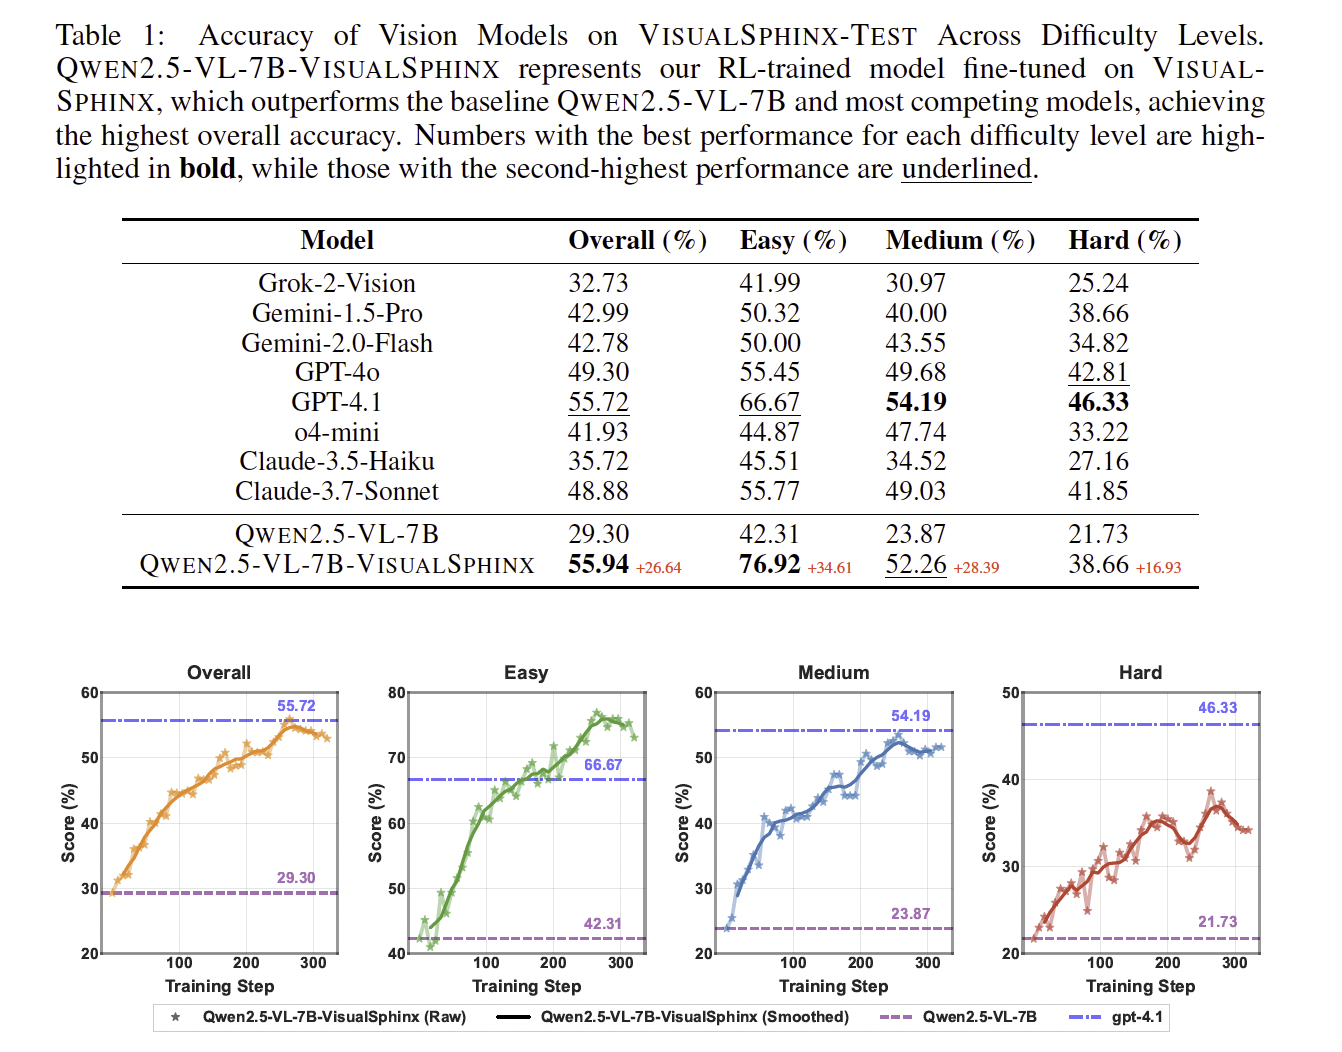 Table 1: Accuracy of Vision Models on VISUALSPHINX-TEST Across Difficulty Levels.
QWEN2.5-VL-7B-VISUALSPHINX represents our RL-trained model fine-tuned on VISUAL-
SPHINX, which outperforms the baseline QWEN2.5-VL-7B and most competing models, achieving
the highest overall accuracy. Numbers with the best performance for each difficulty level are high-
lighted in bold, while those with the second-highest performance are underlined.
Model Overall (%) Easy (%) Medium (%) Hard (%)
Grok-2-Vision 32.73 41.99 30.97 25.24
Gemini-1.5-Pro 42.99 50.32 40.00 38.66
Gemini-2.0-Flash 42.78 50.00 43.55 34.82
GPT-4o 49.30 55.45 49.68 42.81
GPT-4.1 55.72 66.67 54.19 46.33
o4-mini 41.93 44.87 47.74 33.22
Claude-3.5-Haiku 35.72 45.51 34.52 27.16
Claude-3.7-Sonnet 48.88 55.77 49.03 41.85
QWEN2.5-VL-7B 29.30 42.31 23.87 21.73
QWEN2.5-VL-7B-VISUALSPHINX 55.94 +26.64 76.92 +34.61 52.26 +28.39 38.66 +16.93
Overall
Score (%)
60
50
40
30
20
55.72
29.30
100 200 300
Training Step
Easy
Score (%)
80
70
60
50
40
66.67
42.31
100 200 300
Training Step
Medium
Score (%)
60
50
40
30
20
54.19
23.87
100 200 300
Training Step
Hard
Score (%)
50
40
30
20
46.33
21.73
100 200 300
Training Step
Qwen2.5-VL-7B-VisualSphinx (Raw) Qwen2.5-VL-7B-VisualSphinx (Smoothed) Qwen2.5-VL-7B gpt-4.1